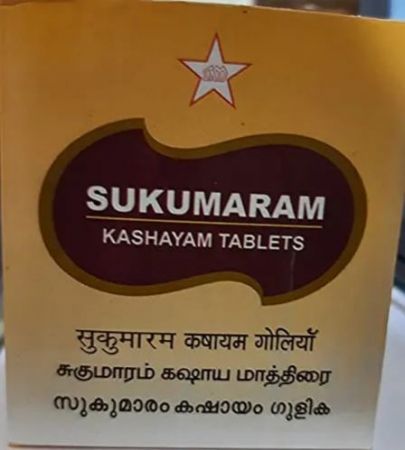 SUKUMARAM
KASHAYAM TABLETS
सुकुमारम कषायम गोलियाँ
சுகுமாரம் கஷாய மாத்திரை
സുകുമാരം കഷായം ഗുളിക